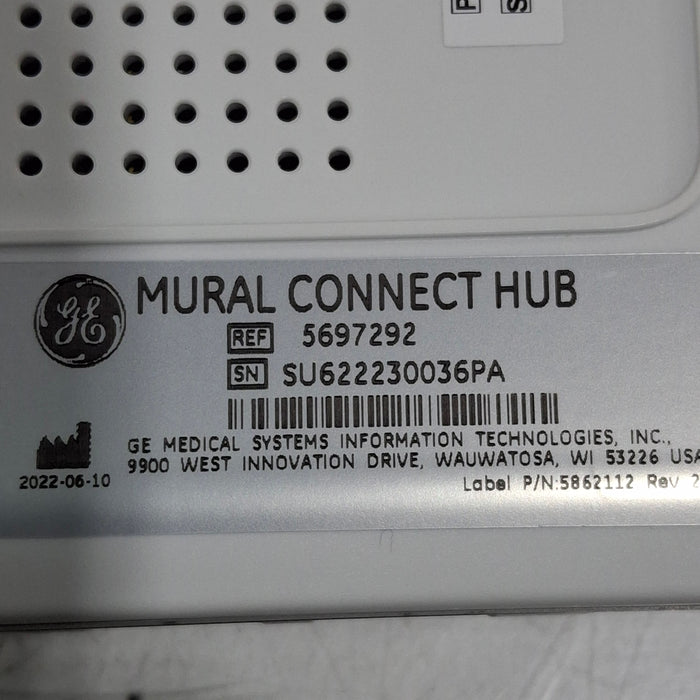 P
S
GE
MURAL CONNECT HUB
REF 5697292
SN SU622230036PA
GE MEDICAL SYSTEMS INFORMATION TECHNOLOGIES, INC.,
9900 WEST INNOVATION DRIVE, WAUWATOSA, WI 53226 USA
2022-06-10
Label P/N:5862112 Rev 2